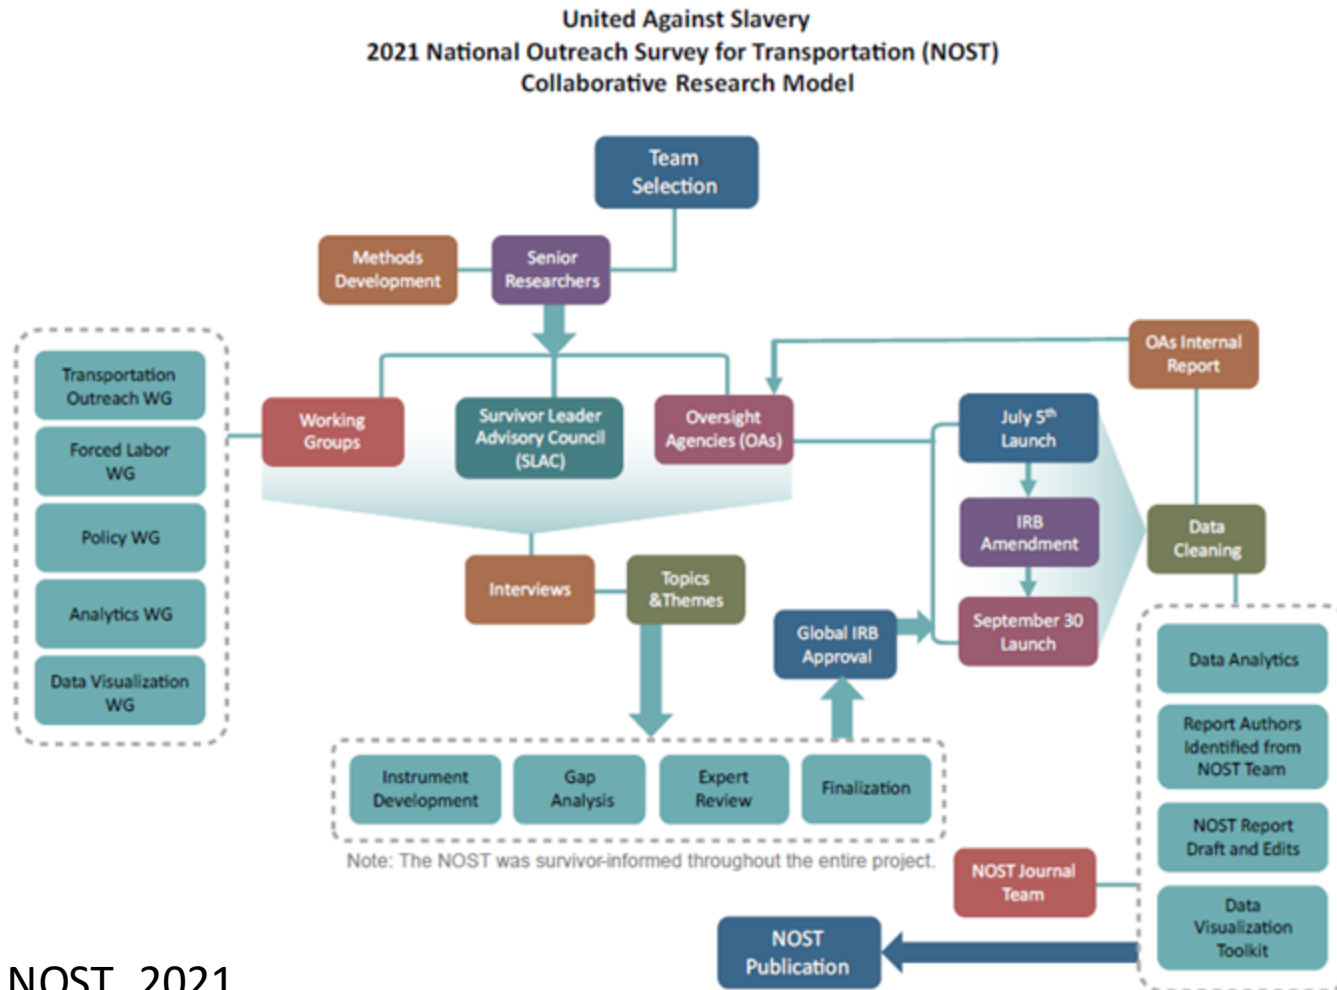 United Against Slavery
2021 National Outreach Survey for Transportation (NOST)
Collaborative Research Model
Team
Selection
Methods
Development
Senior
Researchers
OAs Internal
Report
Transportation
Outreach WG
Forced Labor
WG
Policy WG
Analytics WG
Data Visualization
WG
Working
Groups
Survivor Leader
Advisory Council
(SLAC)
Oversight
Agencies (OAs)
July 5th
Launch
IRB
Amendment
September 30
Launch
Data
Cleaning
Interviews
Topics
&Themes
Global IRB
Approval
Instrument
Development
Gap
Analysis
Expert
Review
Finalization
Note: The NOST was survivor-informed throughout the entire project.
Data Analytics
Report Authors
Identified from
NOST Team
NOST Report
Draft and Edits
Data
Visualization
Toolkit
NOST Journal
Team
NOST
Publication
NOST 2021